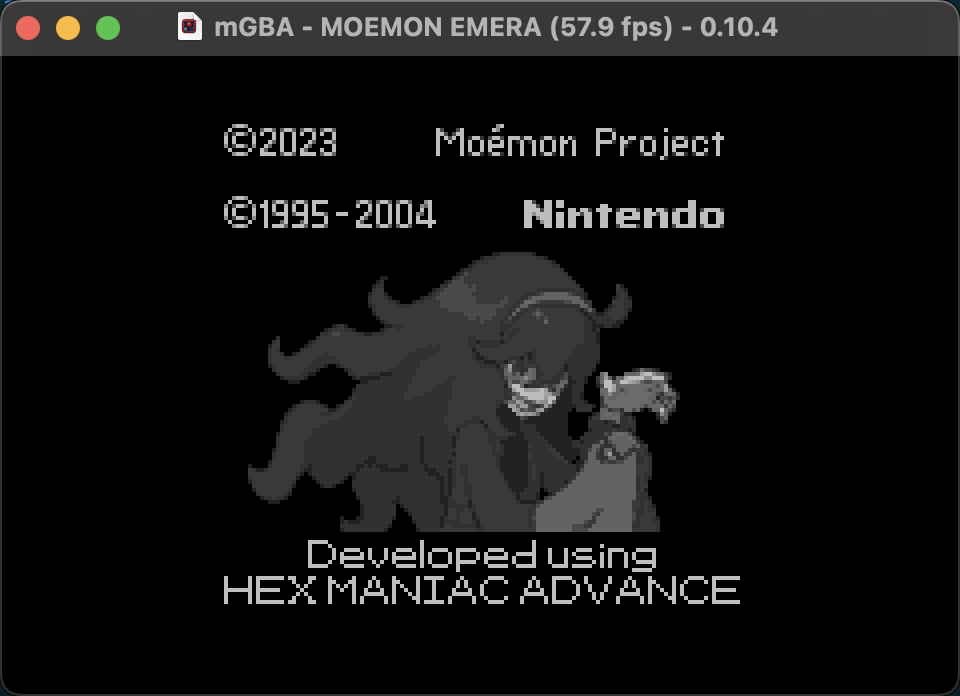 mGBA - MOEMON EMERA (57.9 fps) - 0.10.4
©2023 Moémon Project
©1995-2004 Nintendo
Developed using
HEX MANIAC ADVANCE